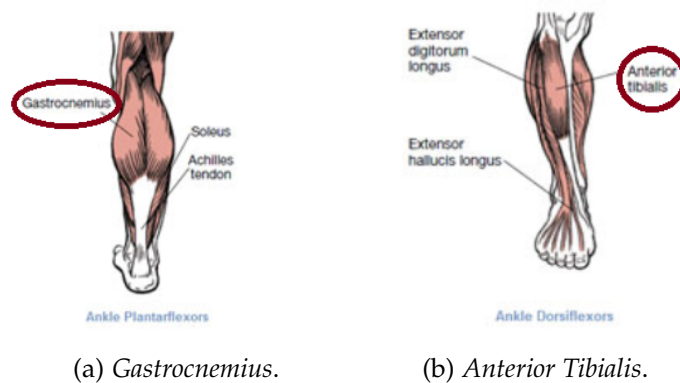 Gastrocnemius
Soleus
Achilles
tendon
Ankle Plantarflexors
(a) Gastrocnemius.
Extensor
digitorum
longus
Anterior
tibialis
Extensor
hallucis longus
Ankle Dorsiflexors
(b) Anterior Tibialis.